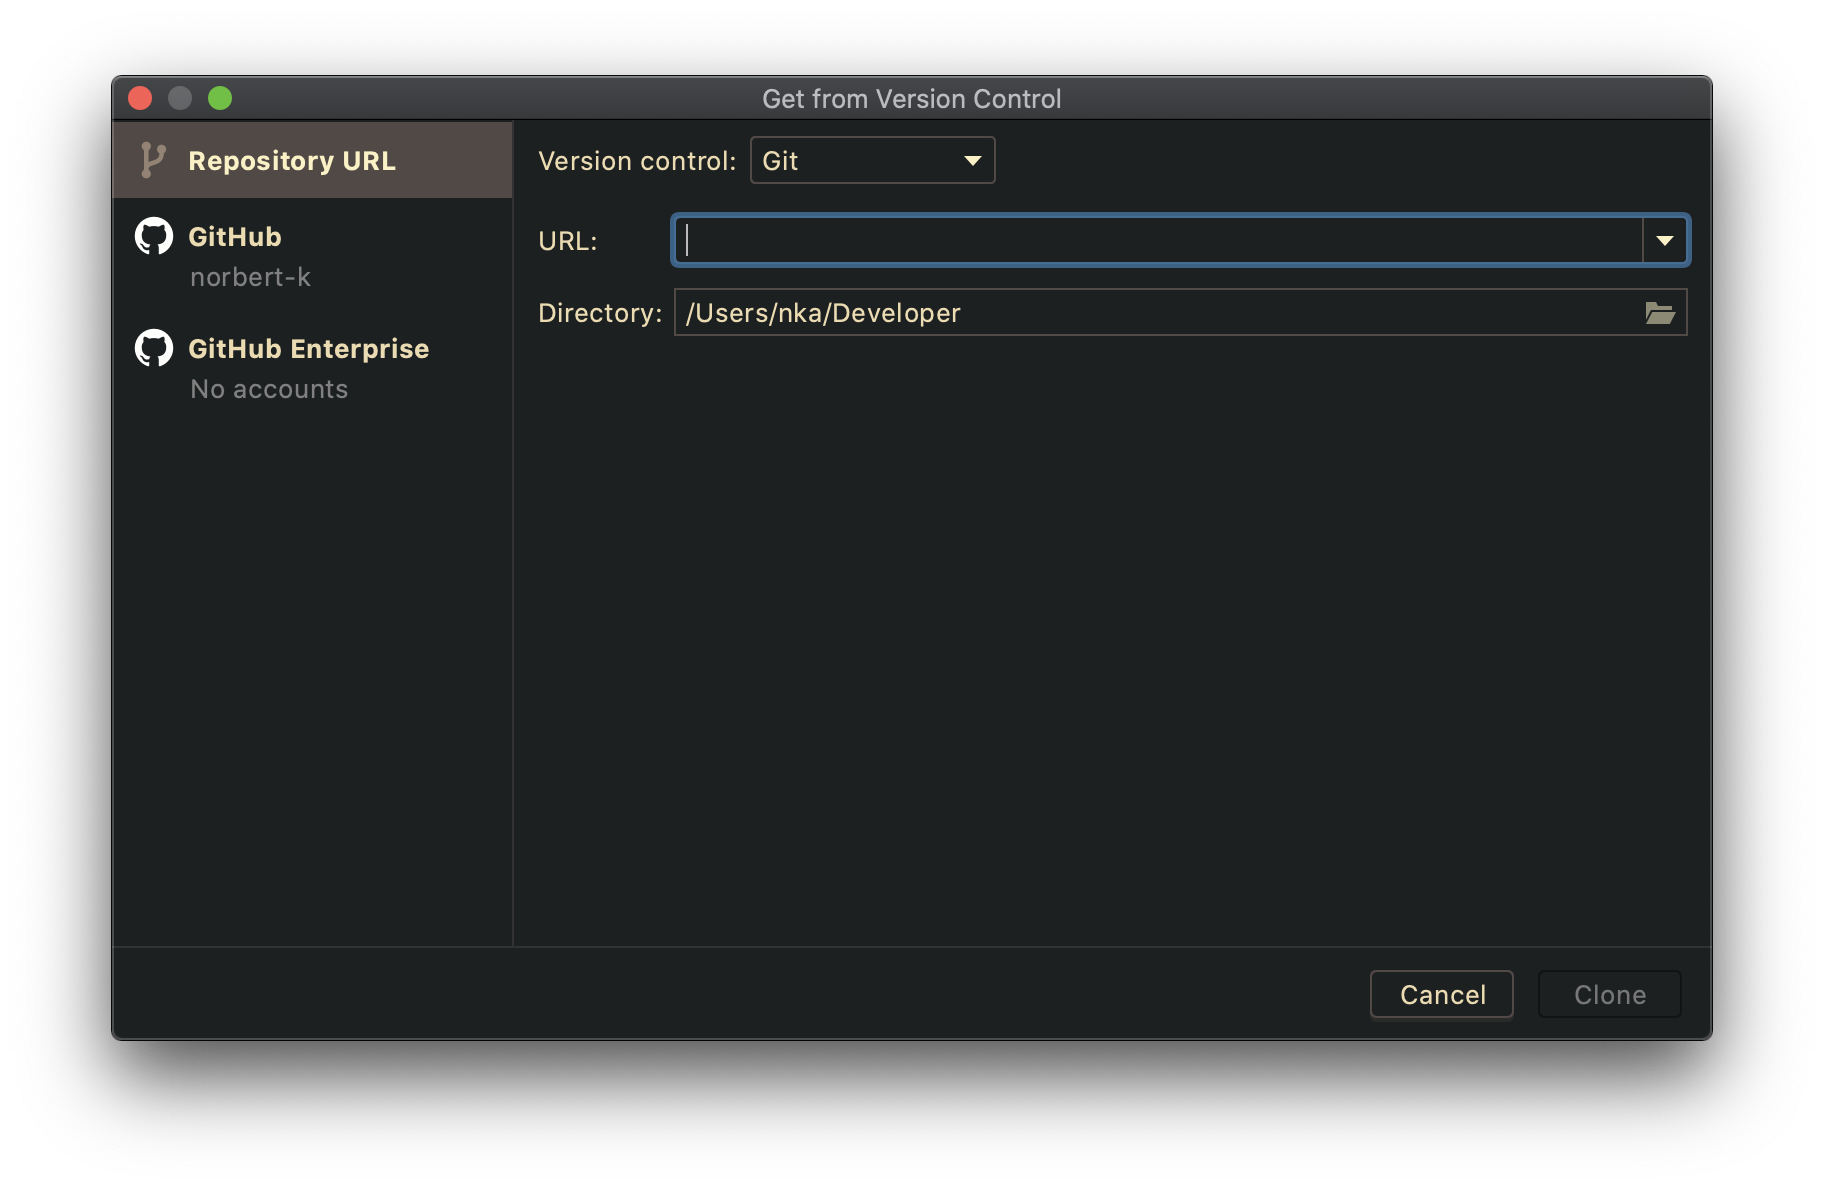 Get from Version Control
Repository URL
GitHub
norbert-k
GitHub Enterprise
No accounts
Version control: Git
URL:
Directory: /Users/nka/Developer
Cancel Clone